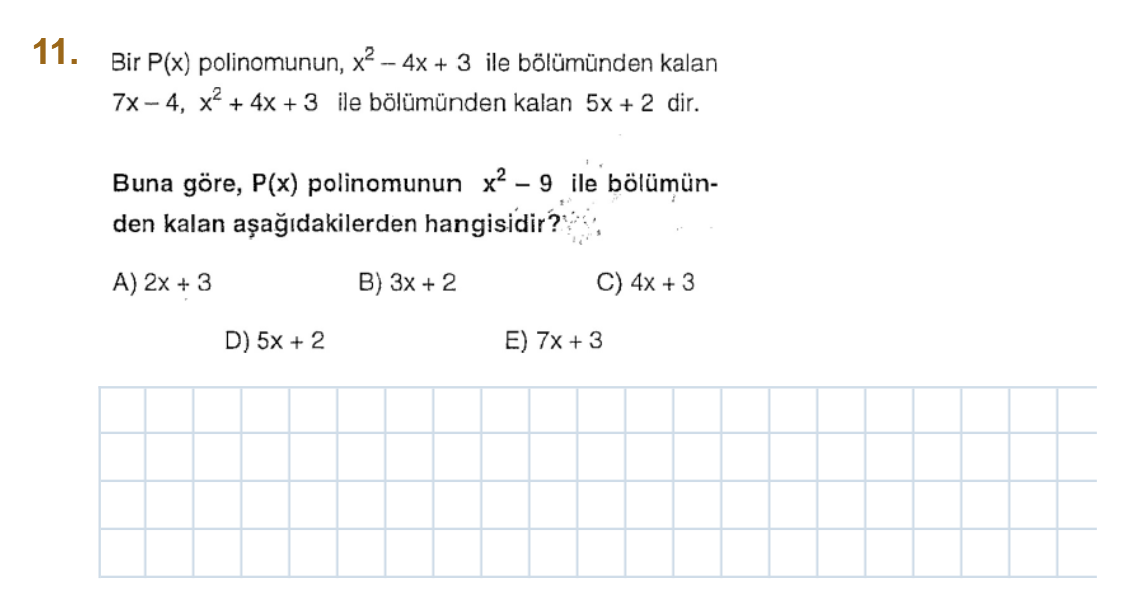 11.
Bir P(x) polinomunun, x² – 4x + 3 ile bölümünden kalan
7x – 4, x² + 4x + 3 ile bölümünden kalan 5x + 2 dir.
Buna göre, P(x) polinomunun x² – 9 ile bölümün-
den kalan aşağıdakilerden hangisidir?
A) 2x + 3 B) 3x + 2 C) 4x + 3
D) 5x + 2 E) 7x + 3